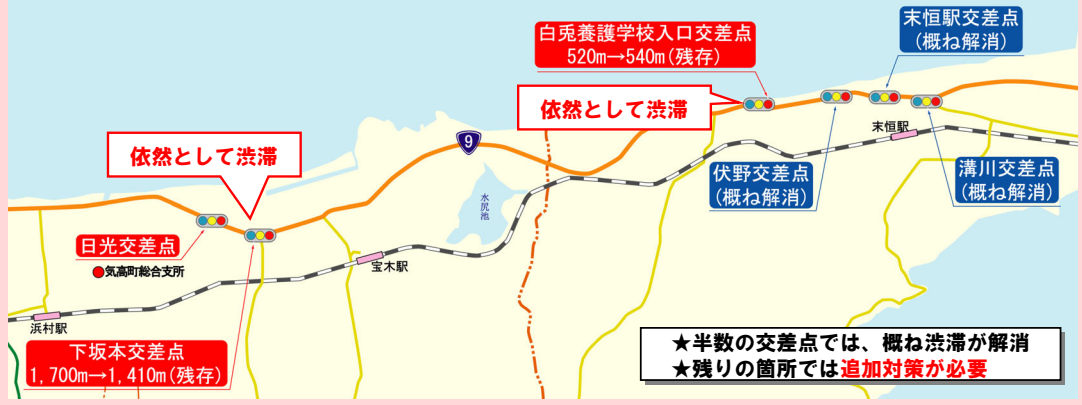 末恒駅交差点
(概ね解消)
白兎養護学校入口交差点
520m→540m(残存)
依然として渋滞
末恒駅
9
依然として渋滞
伏野交差点
(概ね解消)
溝川交差点
(概ね解消)
水尻池
日光交差点
気高町総合支所
宝木駅
浜村駅
下坂本交差点
1,700m→1,410m(残存)
★半数の交差点では、概ね渋滞が解消
★残りの箇所では追加対策が必要